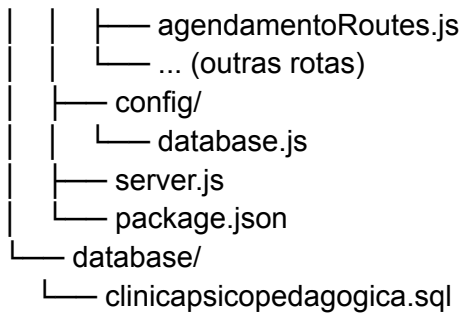 │ │ ├── agendamentoRoutes.js
│ │ └── ... (outras rotas)
│ ├── config/
│ │ └── database.js
│ ├── server.js
│ └── package.json
└── database/
└── clinicapsicopedagogica.sql